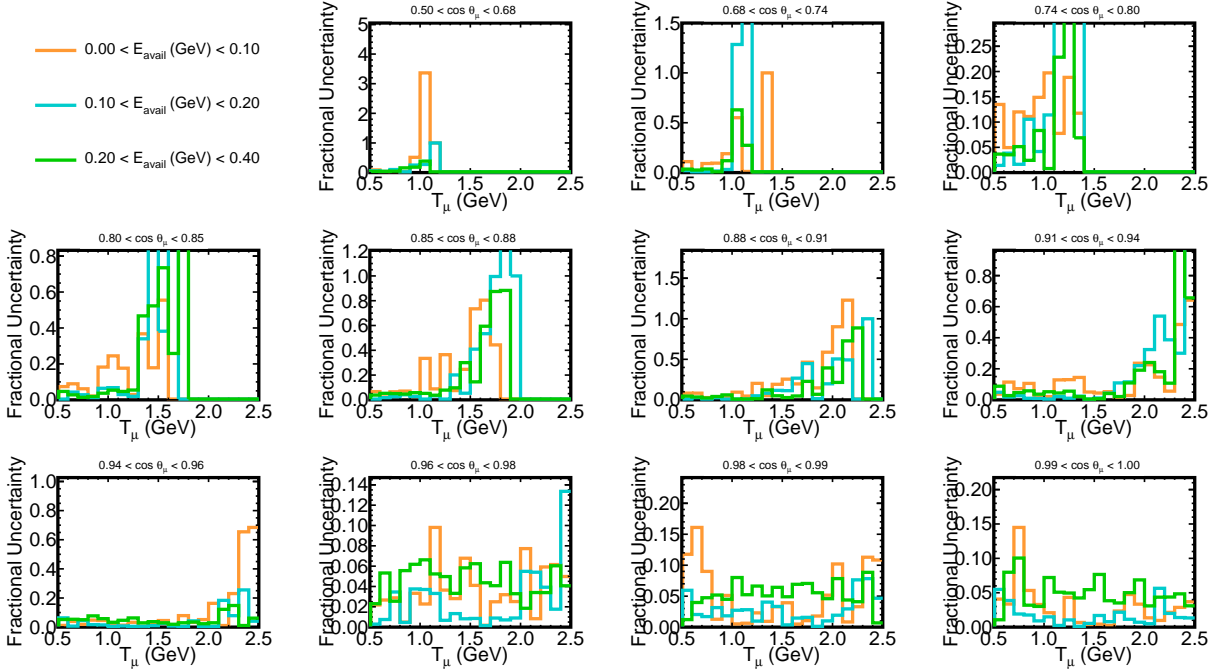 0.00 < E_avail (GeV) < 0.10
0.10 < E_avail (GeV) < 0.20
0.20 < E_avail (GeV) < 0.40
0.50 < cos θ_μ < 0.68
Fractional Uncertainty
5
4
3
2
1
0
0.5 1.0 1.5 2.0 2.5
T_μ (GeV)
0.68 < cos θ_μ < 0.74
Fractional Uncertainty
1.5
1.0
0.5
0.0
0.5 1.0 1.5 2.0 2.5
T_μ (GeV)
0.74 < cos θ_μ < 0.80
Fractional Uncertainty
0.25
0.20
0.15
0.10
0.05
0.00
0.5 1.0 1.5 2.0 2.5
T_μ (GeV)
0.80 < cos θ_μ < 0.85
Fractional Uncertainty
0.8
0.6
0.4
0.2
0.0
0.5 1.0 1.5 2.0 2.5
T_μ (GeV)
0.85 < cos θ_μ < 0.88
Fractional Uncertainty
1.2
1.0
0.8
0.6
0.4
0.2
0.0
0.5 1.0 1.5 2.0 2.5
T_μ (GeV)
0.88 < cos θ_μ < 0.91
Fractional Uncertainty
1.5
1.0
0.5
0.0
0.5 1.0 1.5 2.0 2.5
T_μ (GeV)
0.91 < cos θ_μ < 0.94
Fractional Uncertainty
0.8
0.6
0.4
0.2
0.0
0.5 1.0 1.5 2.0 2.5
T_μ (GeV)
0.94 < cos θ_μ < 0.96
Fractional Uncertainty
1.0
0.8
0.6
0.4
0.2
0.0
0.5 1.0 1.5 2.0 2.5
T_μ (GeV)
0.96 < cos θ_μ < 0.98
Fractional Uncertainty
0.14
0.12
0.10
0.08
0.06
0.04
0.02
0.00
0.5 1.0 1.5 2.0 2.5
T_μ (GeV)
0.98 < cos θ_μ < 0.99
Fractional Uncertainty
0.20
0.15
0.10
0.05
0.00
0.5 1.0 1.5 2.0 2.5
T_μ (GeV)
0.99 < cos θ_μ < 1.00
Fractional Uncertainty
0.20
0.15
0.10
0.05
0.00
0.5 1.0 1.5 2.0 2.5
T_μ (GeV)